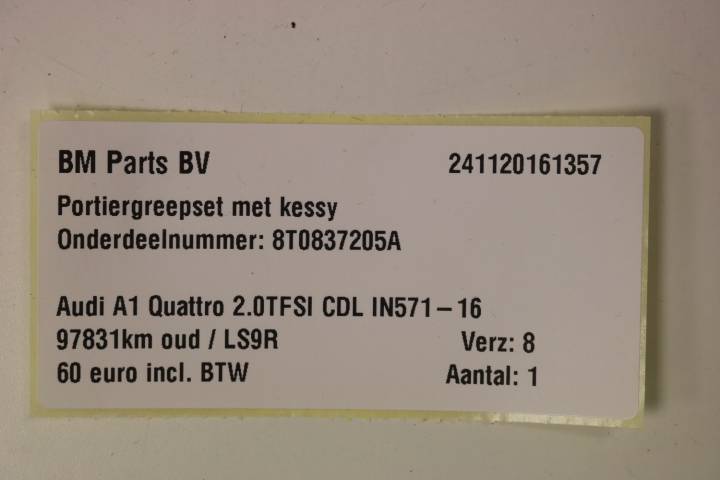 BM Parts BV 241120161357
Portiergreepset met kessy
Onderdeelnummer: 8T0837205A
Audi A1 Quattro 2.0TFSI CDL IN571-16
97831km oud / LS9R Verz: 8
60 euro incl. BTW Aantal: 1